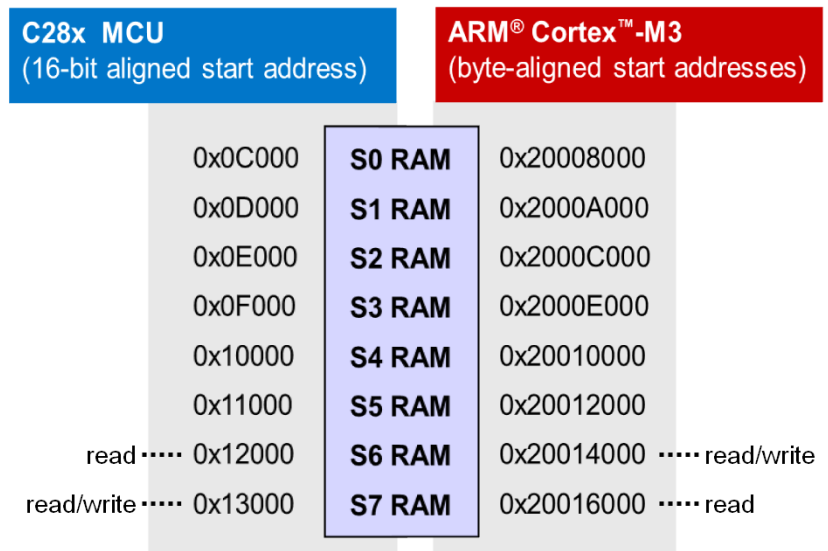 C28x MCU
(16-bit aligned start address)
ARM® Cortex™-M3
(byte-aligned start addresses)
0x0C000 S0 RAM 0x20008000
0x0D000 S1 RAM 0x2000A000
0x0E000 S2 RAM 0x2000C000
0x0F000 S3 RAM 0x2000E000
0x10000 S4 RAM 0x20010000
0x11000 S5 RAM 0x20012000
read ····· 0x12000 S6 RAM 0x20014000 ····· read/write
read/write ····· 0x13000 S7 RAM 0x20016000 ····· read